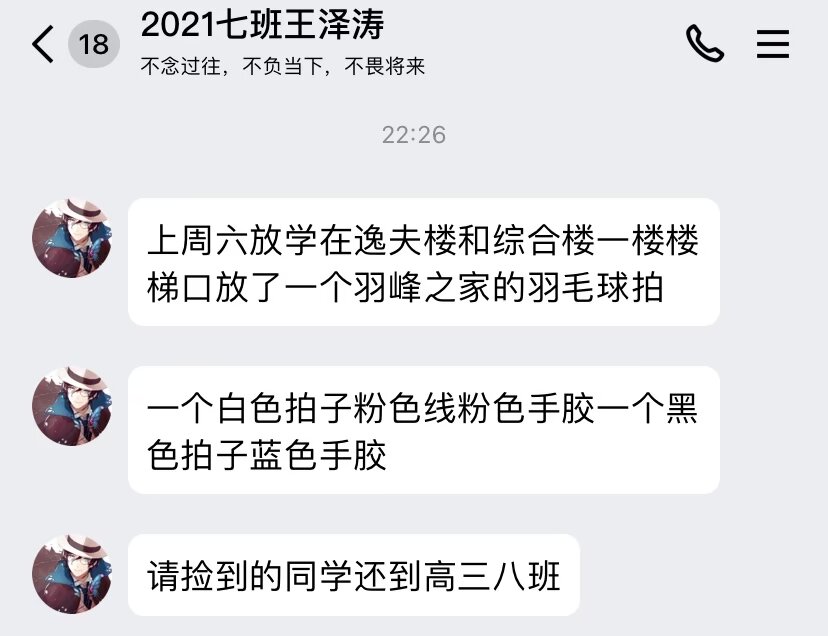 18
2021七班王泽涛
不念过往，不负当下，不畏将来
22:26
上周六放学在逸夫楼和综合楼一楼楼
梯口放了一个羽峰之家的羽毛球拍
一个白色拍子粉色线粉色手胶一个黑
色拍子蓝色手胶
请捡到的同学还到高三八班